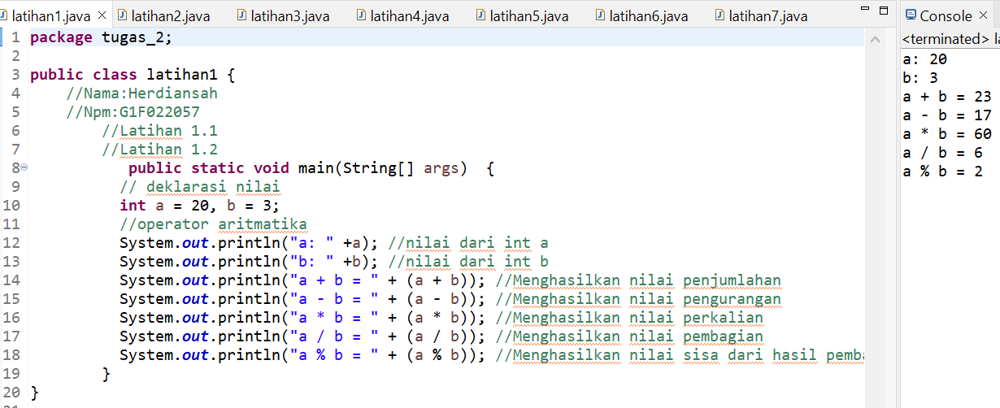 latihan1.java latihan2.java latihan3.java latihan4.java latihan5.java latihan6.java latihan7.java
1 package tugas_2;
2
3 public class latihan1 {
4 //Nama:Herdiansah
5 //Npm:G1F022057
6 //Latihan 1.1
7 //Latihan 1.2
8 public static void main(String[] args)  {
9 // deklarasi nilai
10 int a = 20, b = 3;
11 //operator aritmatika
12 System.out.println("a: " +a); //nilai dari int a
13 System.out.println("b: " +b); //nilai dari int b
14 System.out.println("a + b = " + (a + b)); //Menghasilkan nilai penjumlahan
15 System.out.println("a - b = " + (a - b)); //Menghasilkan nilai pengurangan
16 System.out.println("a * b = " + (a * b)); //Menghasilkan nilai perkalian
17 System.out.println("a / b = " + (a / b)); //Menghasilkan nilai pembagian
18 System.out.println("a % b = " + (a % b)); //Menghasilkan nilai sisa dari hasil
19 }
20 }
Console
<terminated>
a: 20
b: 3
a + b = 23
a - b = 17
a * b = 60
a / b = 6
a % b = 2